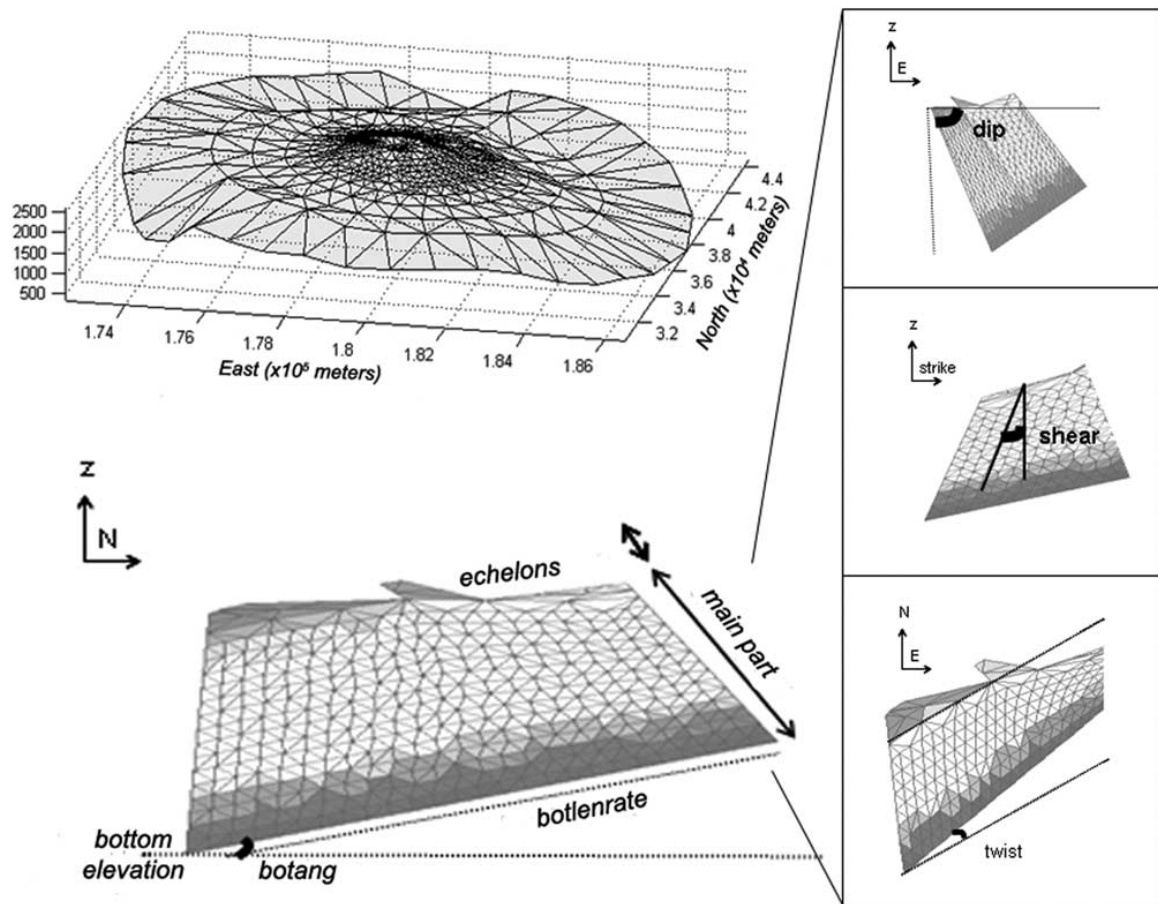 2500
2000
1500
1000
500
1.74
1.76
1.78
1.8
1.82
1.84
1.86
East (x10⁵ meters)
3.2
3.4
3.6
3.8
4
4.2
4.4
North (x10⁴ meters)
z
N
echelons
main part
botlenrate
bottom
elevation
botang
z
E
dip
z
strike
shear
N
E
twist